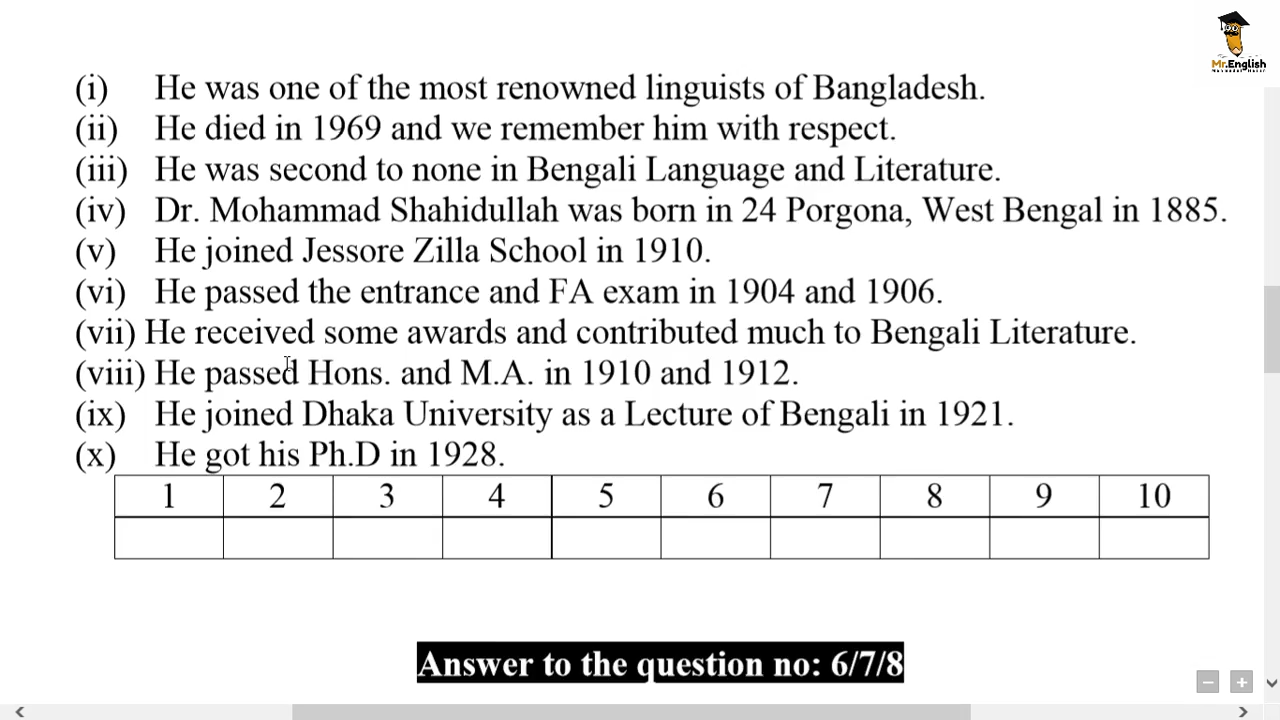 Mr.English
(i) He was one of the most renowned linguists of Bangladesh.
(ii) He died in 1969 and we remember him with respect.
(iii) He was second to none in Bengali Language and Literature.
(iv) Dr. Mohammad Shahidullah was born in 24 Porgona, West Bengal in 1885.
(v) He joined Jessore Zilla School in 1910.
(vi) He passed the entrance and FA exam in 1904 and 1906.
(vii) He received some awards and contributed much to Bengali Literature.
(viii) He passed Hons. and M.A. in 1910 and 1912.
(ix) He joined Dhaka University as a Lecture of Bengali in 1921.
(x) He got his Ph.D in 1928.
1 2 3 4 5 6 7 8 9 10
Answer to the question no: 6/7/8